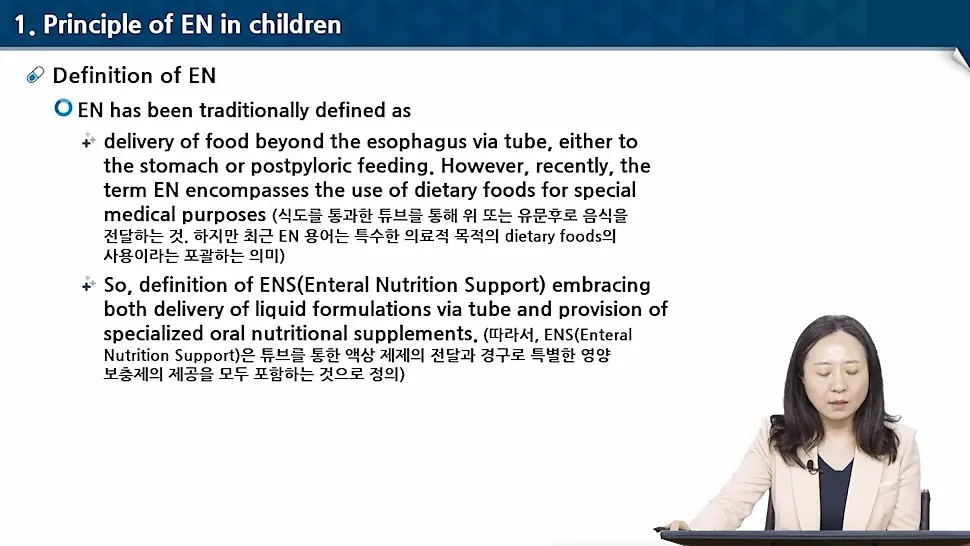 1. Principle of EN in children
Definition of EN
EN has been traditionally defined as
delivery of food beyond the esophagus via tube, either to
the stomach or postpyloric feeding. However, recently, the
term EN encompasses the use of dietary foods for special
medical purposes (식도를 통과한 튜브를 통해 위 또는 유문후로 음식을
전달하는 것. 하지만 최근 EN 용어는 특수한 의료적 목적의 dietary foods의
사용이라는 포괄하는 의미)
So, definition of ENS(Enteral Nutrition Support) embracing
both delivery of liquid formulations via tube and provision of
specialized oral nutritional supplements. (따라서, ENS(Enteral
Nutrition Support)은 튜브를 통한 액상 제제의 전달과 경구로 특별한 영양
보충제의 제공을 모두 포함하는 것으로 정의)